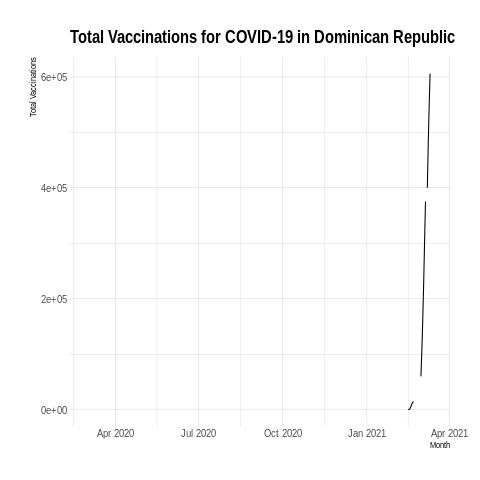 Total Vaccinations for COVID-19 in Dominican Republic
Total Vaccinations
6e+05
4e+05
2e+05
0e+00
Apr 2020
Jul 2020
Oct 2020
Jan 2021
Apr 2021
Month